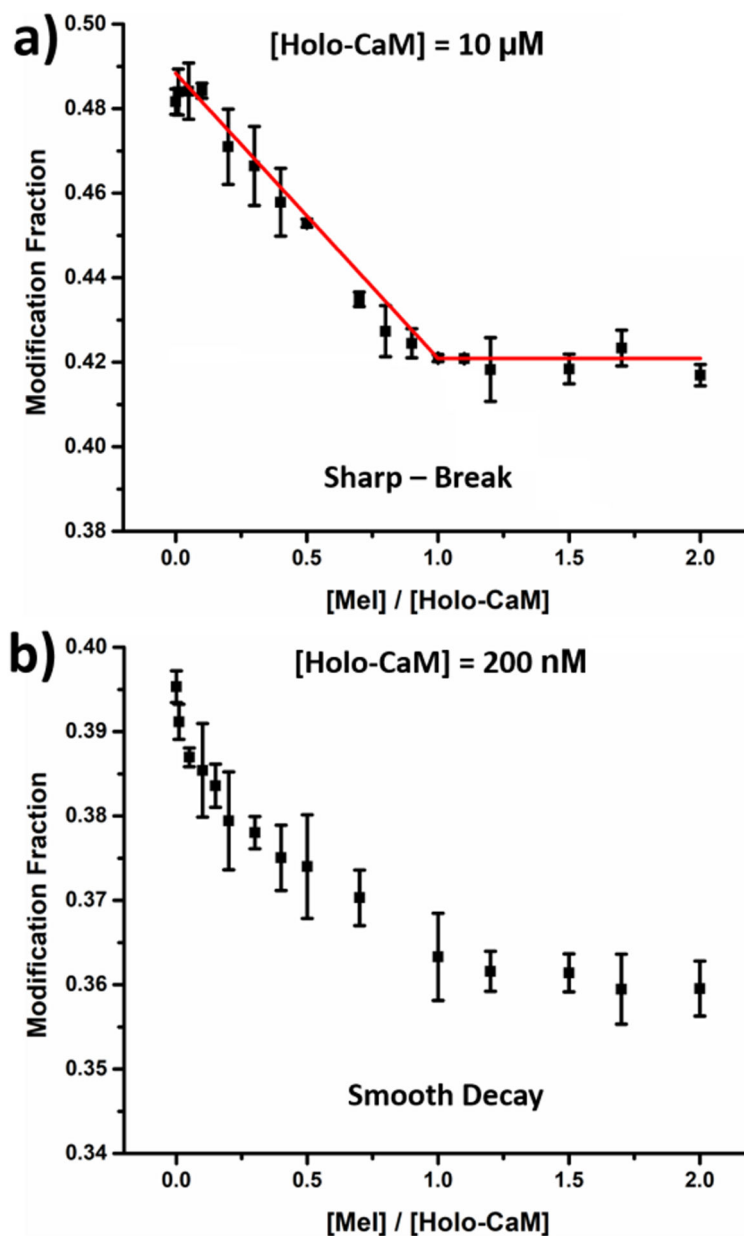 a)
[Holo-CaM] = 10 µM
Modification Fraction
0.50
0.48
0.46
0.44
0.42
0.40
0.38
Sharp – Break
0.0 0.5 1.0 1.5 2.0
[Mel] / [Holo-CaM]
b)
[Holo-CaM] = 200 nM
Modification Fraction
0.40
0.39
0.38
0.37
0.36
0.35
0.34
Smooth Decay
0.0 0.5 1.0 1.5 2.0
[Mel] / [Holo-CaM]